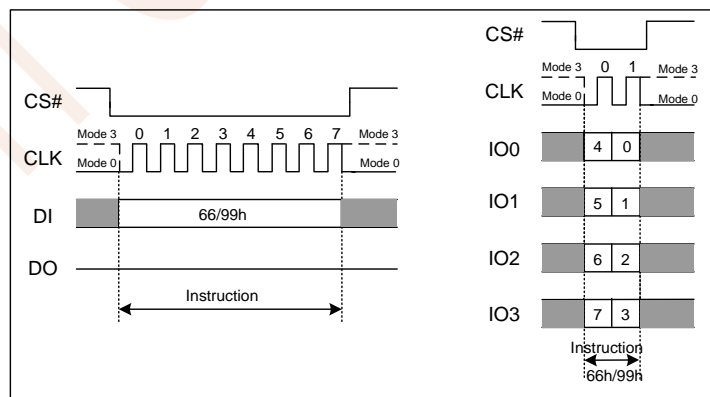 CS#
Mode 3 0 1 2 3 4 5 6 7 Mode 3
CLK
Mode 0 Mode 0
DI 66/99h
DO
Instruction
CS#
Mode 3 0 1 Mode 3
CLK
Mode 0 Mode 0
IO0 4 0
IO1 5 1
IO2 6 2
IO3 7 3
Instruction
66h/99h